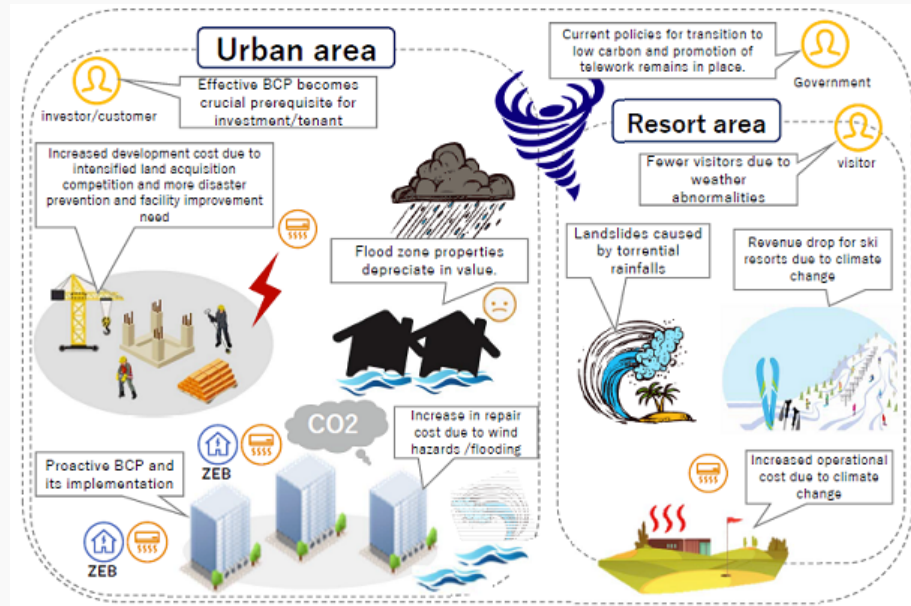 Urban area
investor/customer
Effective BCP becomes
crucial prerequisite for
investment/tenant
Increased development cost due to
intensified land acquisition
competition and more disaster
prevention and facility improvement
need
Flood zone properties
depreciate in value.
CO2
Increase in repair
cost due to wind
hazards /flooding
ZEB
Proactive BCP and
its implementation
ZEB
Current policies for transition to
low carbon and promotion of
telework remains in place.
Government
Resort area
visitor
Fewer visitors due to
weather
abnormalities
Landslides caused
by torrential
rainfalls
Revenue drop for ski
resorts due to climate
change
Increased operational
cost due to climate
change